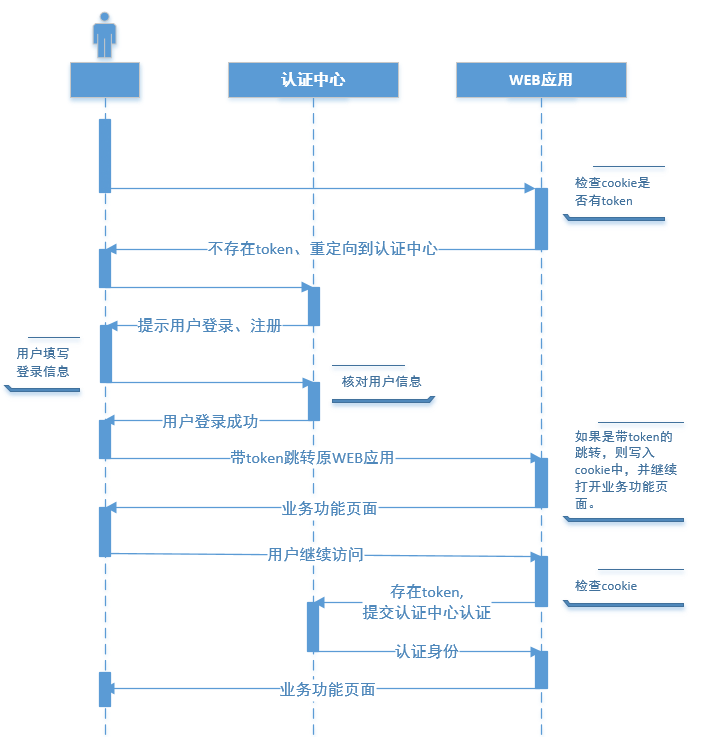 认证中心
WEB应用
检查cookie是
否有token
不存在token、重定向到认证中心
提示用户登录、注册
用户填写
登录信息
核对用户信息
用户登录成功
带token跳转原WEB应用
如果是带token的
跳转，则写入
cookie中，并继续
打开业务功能页
面。
业务功能页面
用户继续访问
检查cookie
存在token,
提交认证中心认证
认证身份
业务功能页面